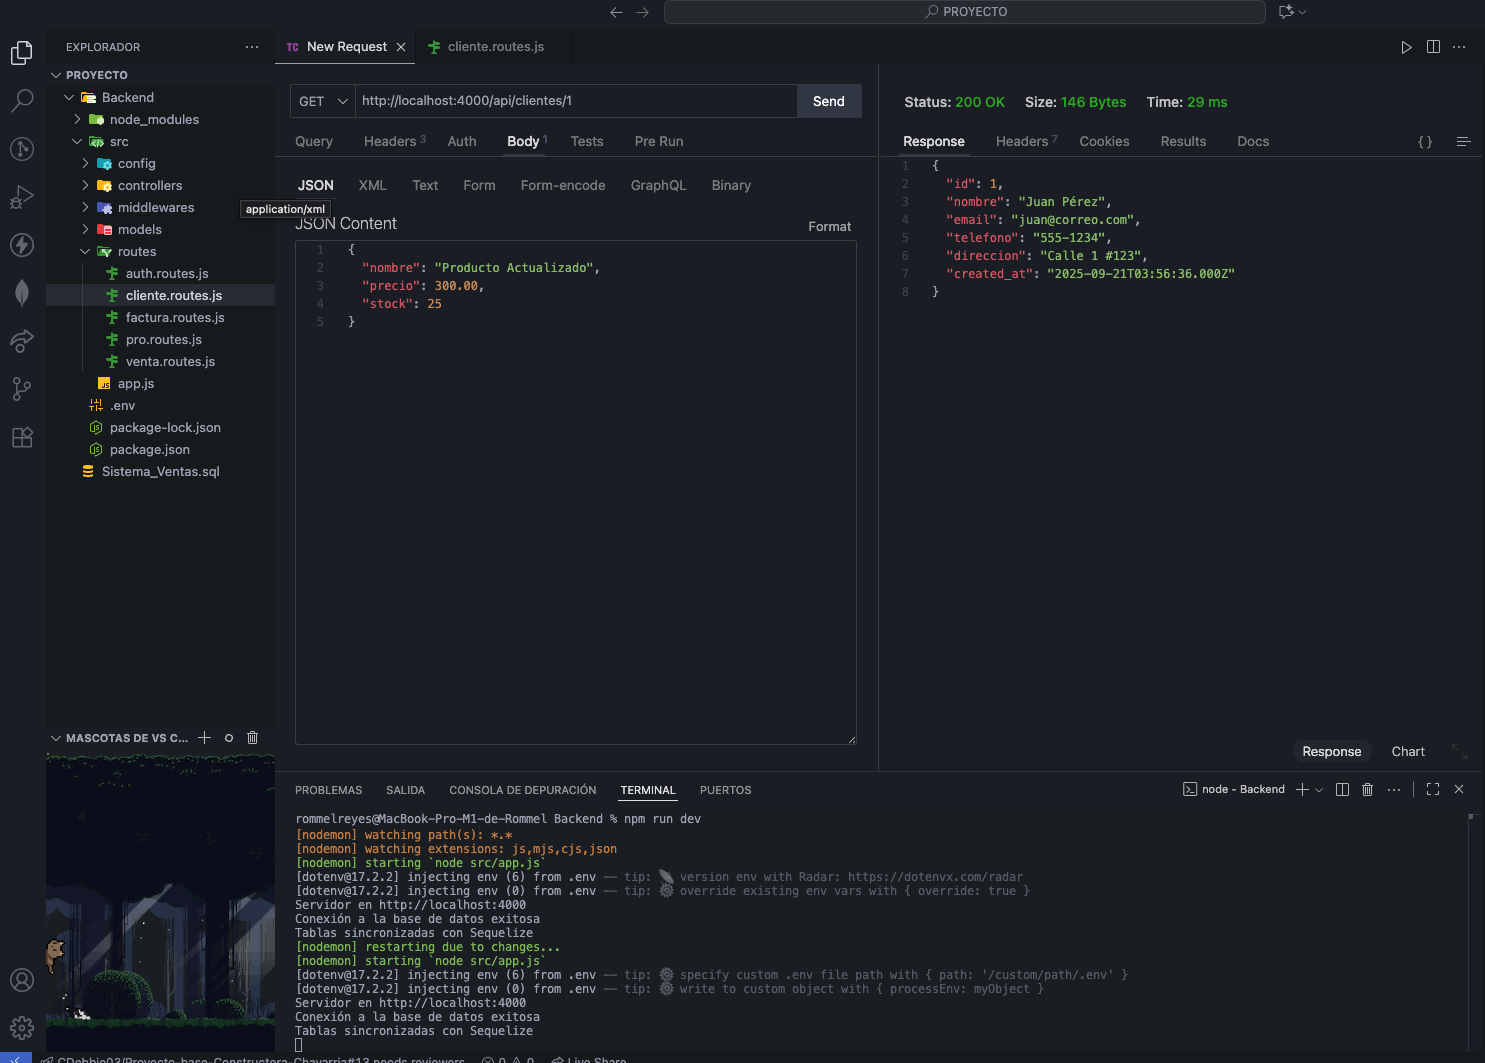 PROYECTO
EXPLORADOR
PROYECTO
Backend
node_modules
src
config
controllers
middlewares
models
routes
auth.routes.js
cliente.routes.js
factura.routes.js
pro.routes.js
venta.routes.js
JS app.js
.env
package-lock.json
package.json
Sistema_Ventas.sql
application/xml
MASCOTAS DE VS C...
TC New Request
cliente.routes.js
GET http://localhost:4000/api/clientes/1 Send
Query Headers 3 Auth Body 1 Tests Pre Run
JSON XML Text Form Form-encode GraphQL Binary
JSON Content Format
1 {
2 "nombre": "Producto Actualizado",
3 "precio": 300.00,
4 "stock": 25
5 }
Status: 200 OK Size: 146 Bytes Time: 29 ms
Response Headers 7 Cookies Results Docs { }
1 {
2 "id": 1,
3 "nombre": "Juan Pérez",
4 "email": "juan@correo.com",
5 "telefono": "555-1234",
6 "direccion": "Calle 1 #123",
7 "created_at": "2025-09-21T03:56:36.000Z"
8 }
Response Chart
PROBLEMAS SALIDA CONSOLA DE DEPURACIÓN TERMINAL PUERTOS
node - Backend
rommelreyes@MacBook-Pro-M1-de-Rommel Backend % npm run dev
[nodemon] watching path(s): *.*
[nodemon] watching extensions: js,mjs,cjs,json
[nodemon] starting `node src/app.js`
[dotenv@17.2.2] injecting env (6) from .env -- tip: 📡 version env with Radar: https://dotenvx.com/radar
[dotenv@17.2.2] injecting env (0) from .env -- tip: ⚙️ override existing env vars with { override: true }
Servidor en http://localhost:4000
Conexión a la base de datos exitosa
Tablas sincronizadas con Sequelize
[nodemon] restarting due to changes...
[nodemon] starting `node src/app.js`
[dotenv@17.2.2] injecting env (6) from .env -- tip: ⚙️ specify custom .env file path with { path: '/custom/path/.env' }
[dotenv@17.2.2] injecting env (0) from .env -- tip: ⚙️ write to custom object with { processEnv: myObject }
Servidor en http://localhost:4000
Conexión a la base de datos exitosa
Tablas sincronizadas con Sequelize
CDebbie03/Proyecto-base-Constructora-Chavarria#13 needs reviewers 0 0 Live Share